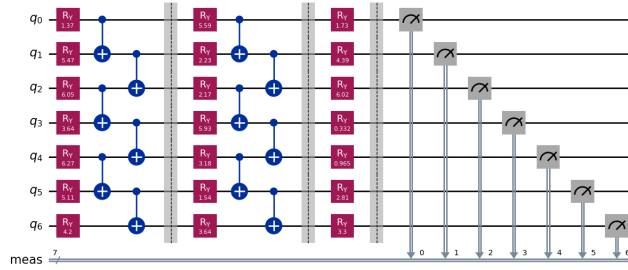 q0 RY 1.37 RY 5.59 RY 1.73
q1 RY 5.47 RY 2.23 RY 4.39
q2 RY 6.05 RY 2.17 RY 6.02
q3 RY 3.64 RY 5.93 RY 0.332
q4 RY 6.27 RY 3.18 RY 0.965
q5 RY 5.11 RY 1.54 RY 2.81
q6 RY 4.2 RY 3.64 RY 3.3
meas 7 0 1 2 3 4 5 6